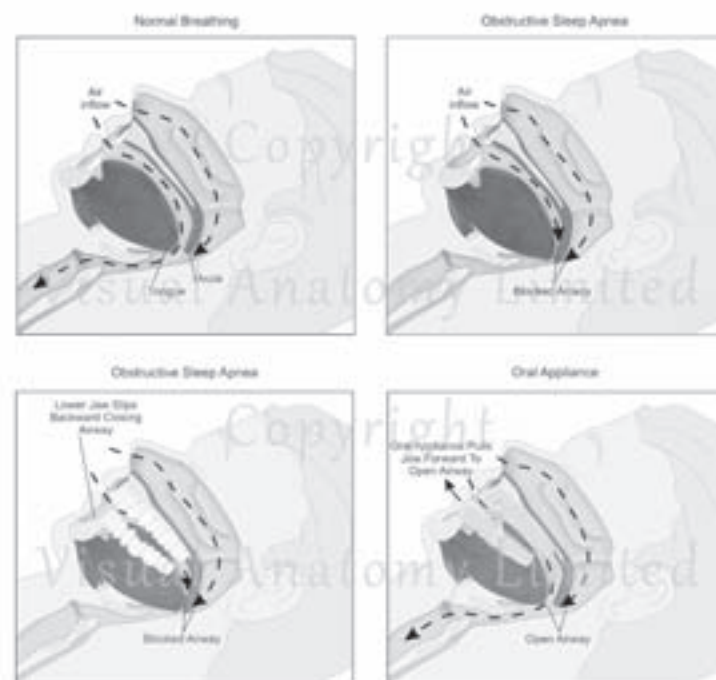 Normal Breathing
Air
inflow
Tongue
Uvula
Obstructive Sleep Apnea
Air
inflow
Blocked Airway
Copyright
Visual Anatomy Limited
Obstructive Sleep Apnea
Lower Jaw Slips
Backward Closing
Airway
Blocked Airway
Oral Appliance
Oral Appliance Pulls
Jaw Forward To
Open Airway
Open Airway
Copyright
Visual Anatomy Limited